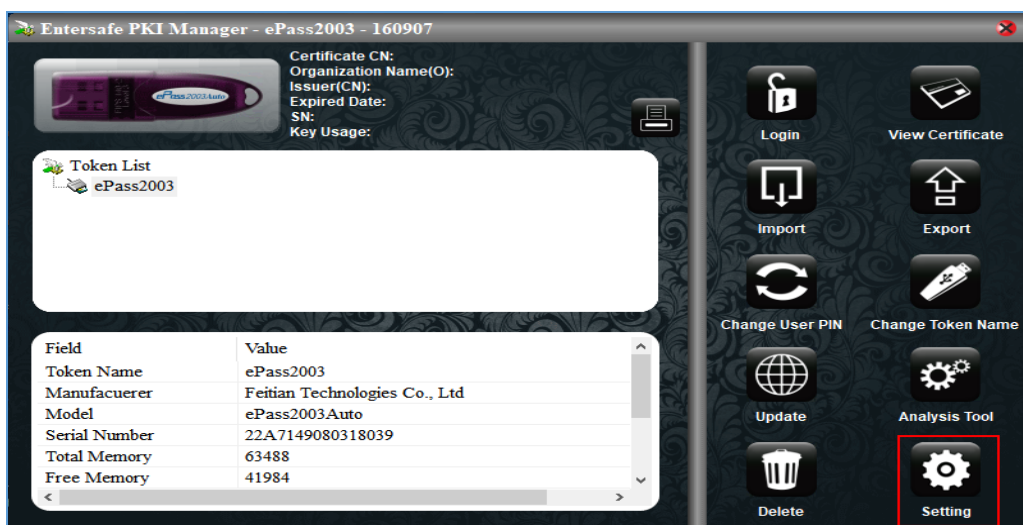 Entersafe PKI Manager - ePass2003 - 160907
Certificate CN:
Organization Name(O):
Issuer(CN):
Expired Date:
SN:
Key Usage:
ePass2003Auto
Token List
ePass2003
Field Value
Token Name ePass2003
Manufacuerer Feitian Technologies Co., Ltd
Model ePass2003Auto
Serial Number 22A7149080318039
Total Memory 63488
Free Memory 41984
Login View Certificate
Import Export
Change User PIN Change Token Name
Update Analysis Tool
Delete Setting